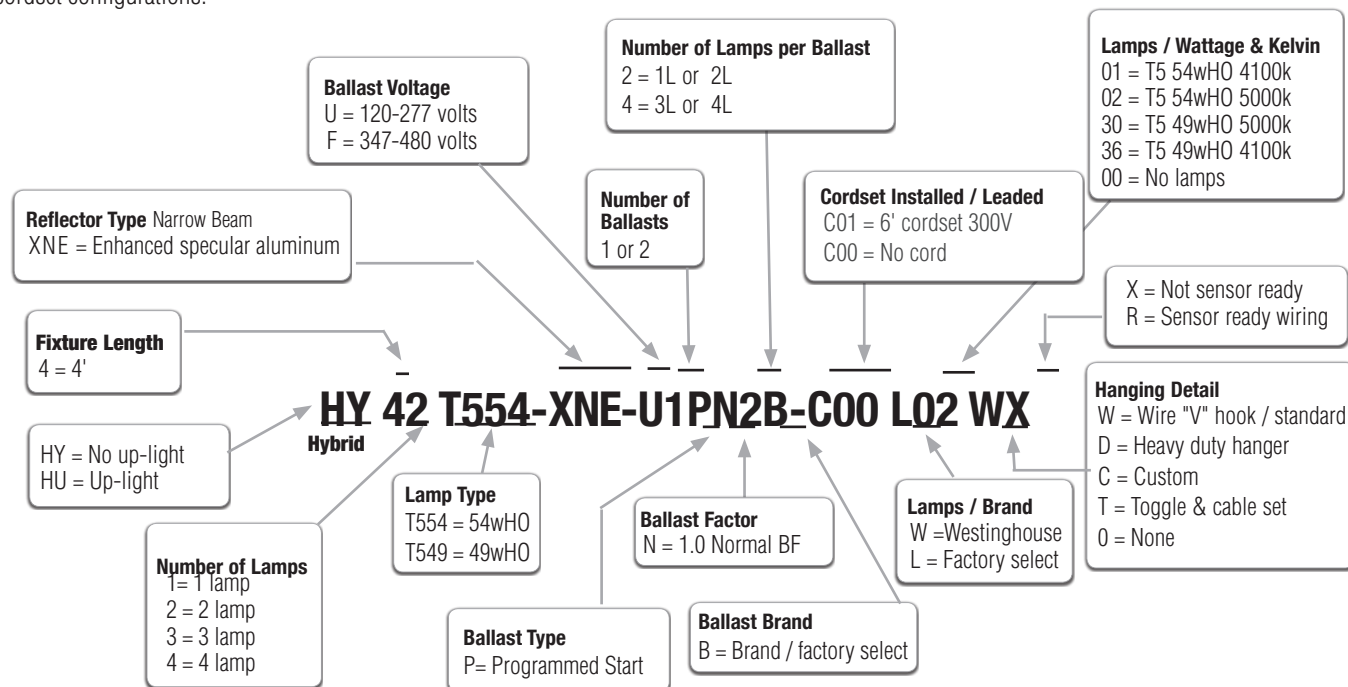 cordset configurations.
Number of Lamps per Ballast
2 = 1L or 2L
4 = 3L or 4L
Lamps / Wattage & Kelvin
01 = T5 54wHO 4100k
02 = T5 54wHO 5000k
30 = T5 49wHO 5000k
36 = T5 49wHO 4100k
00 = No lamps
Ballast Voltage
U = 120-277 volts
F = 347-480 volts
Number of
Ballasts
1 or 2
Cordset Installed / Leaded
C01 = 6' cordset 300V
C00 = No cord
Reflector Type Narrow Beam
XNE = Enhanced specular aluminum
X = Not sensor ready
R = Sensor ready wiring
Fixture Length
4 = 4'
HY 42 T554-XNE-U1PN2B-C00 L02 WX
Hybrid
Hanging Detail
W = Wire "V" hook / standard
D = Heavy duty hanger
C = Custom
T = Toggle & cable set
0 = None
HY = No up-light
HU = Up-light
Lamp Type
T554 = 54wHO
T549 = 49wHO
Ballast Factor
N = 1.0 Normal BF
Lamps / Brand
W =Westinghouse
L = Factory select
Number of Lamps
1= 1 lamp
2 = 2 lamp
3 = 3 lamp
4 = 4 lamp
Ballast Type
P= Programmed Start
Ballast Brand
B = Brand / factory select